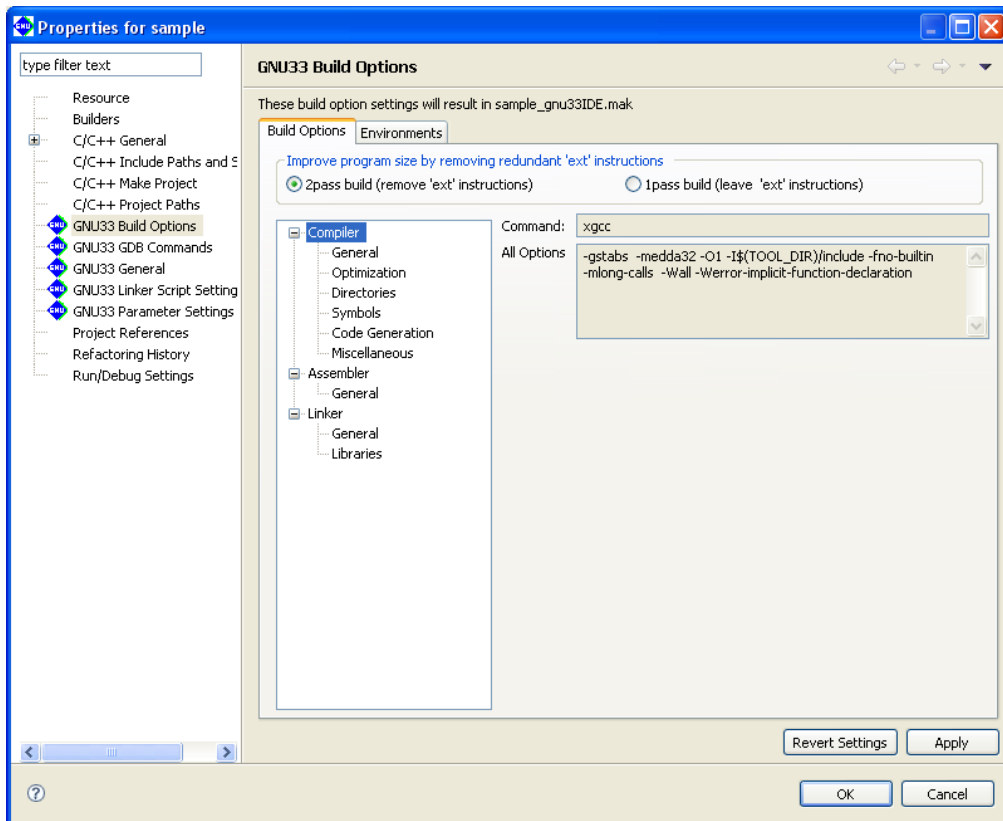 Properties for sample
type filter text
Resource
Builders
C/C++ General
C/C++ Include Paths and S
C/C++ Make Project
C/C++ Project Paths
GNU33 Build Options
GNU33 GDB Commands
GNU33 General
GNU33 Linker Script Setting
GNU33 Parameter Settings
Project References
Refactoring History
Run/Debug Settings
GNU33 Build Options
These build option settings will result in sample_gnu33IDE.mak
Build Options Environments
Improve program size by removing redundant 'ext' instructions
2pass build (remove 'ext' instructions) 1pass build (leave 'ext' instructions)
Compiler
General
Optimization
Directories
Symbols
Code Generation
Miscellaneous
Assembler
General
Linker
General
Libraries
Command: xgcc
All Options -gstabs -medda32 -O1 -I$(TOOL_DIR)/include -fno-builtin
-mlong-calls -Wall -Werror-implicit-function-declaration
Revert Settings Apply
? OK Cancel